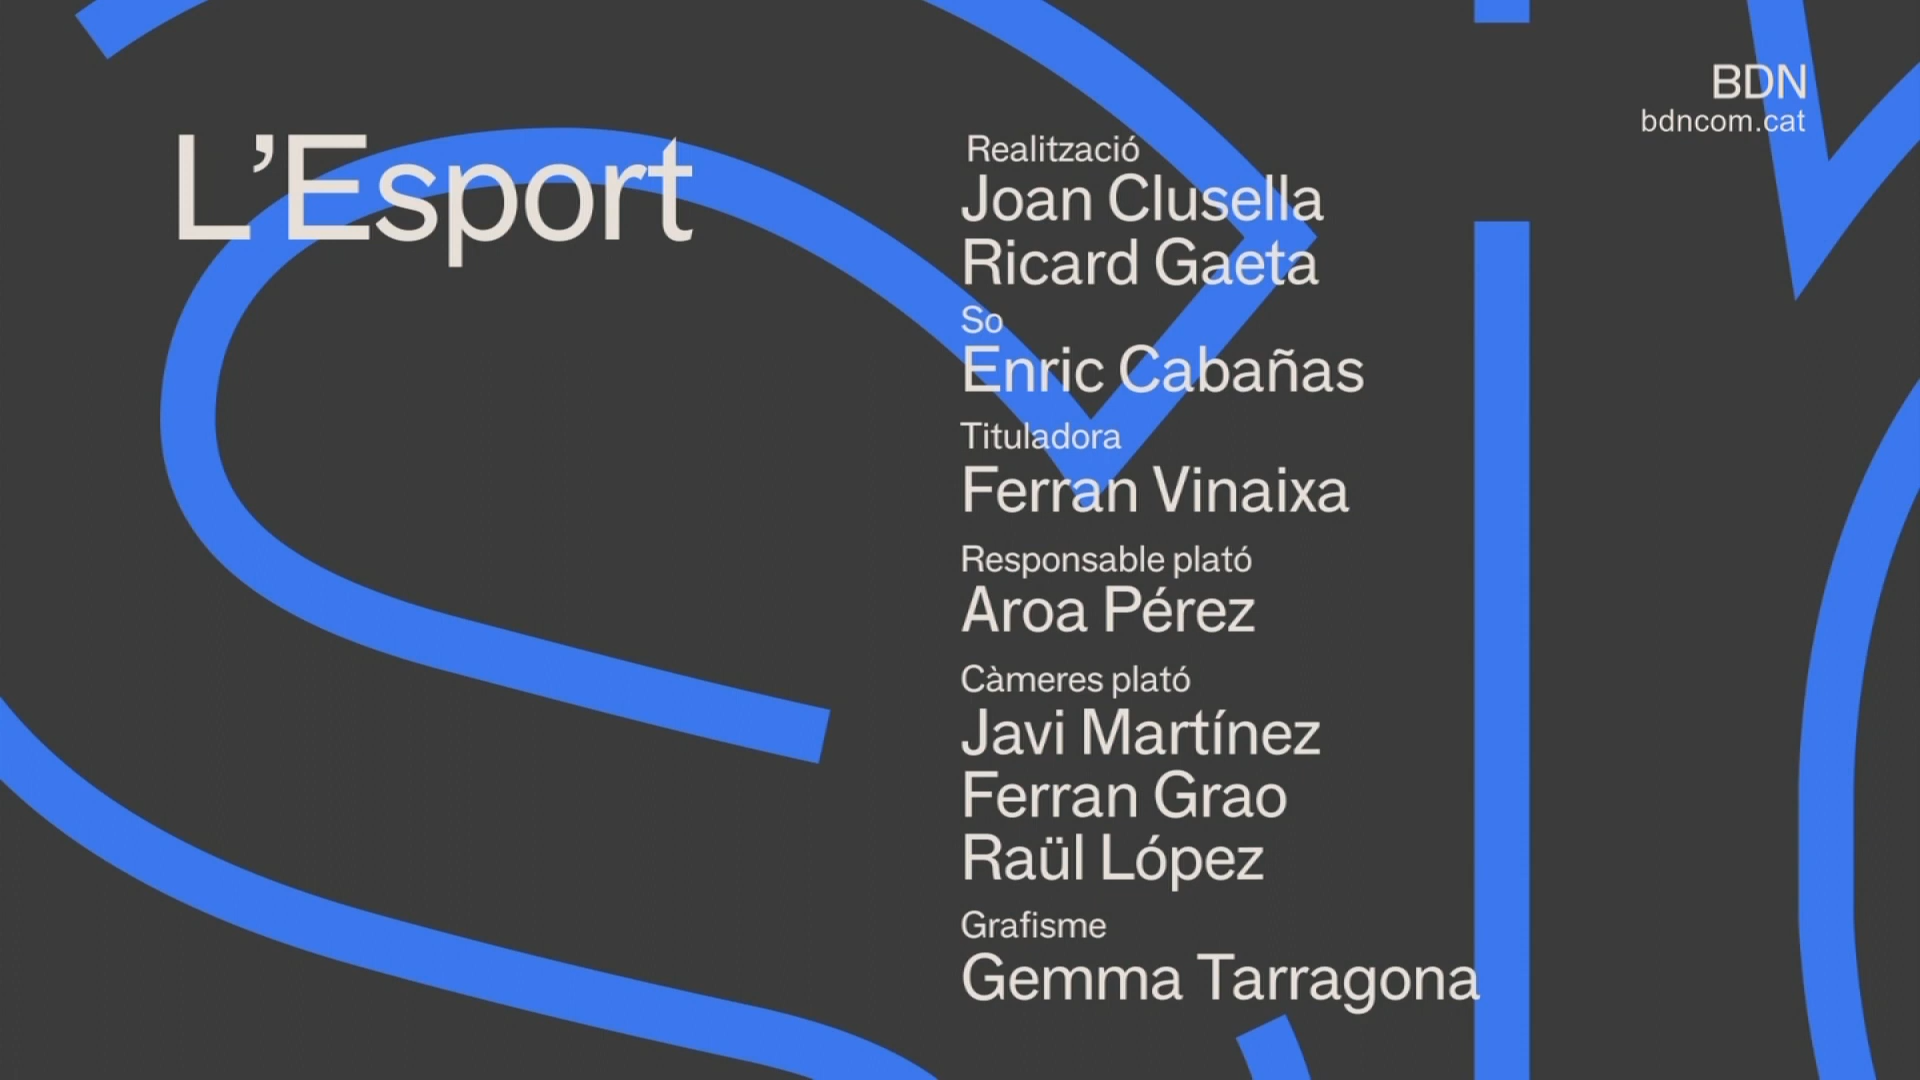 L’Esport
BDN
bdncom.cat
Realització
Joan Clusella
Ricard Gaeta
So
Enric Cabañas
Tituladora
Ferran Vinaixa
Responsable plató
Aroa Pérez
Càmeres plató
Javi Martínez
Ferran Grao
Raül López
Grafisme
Gemma Tarragona